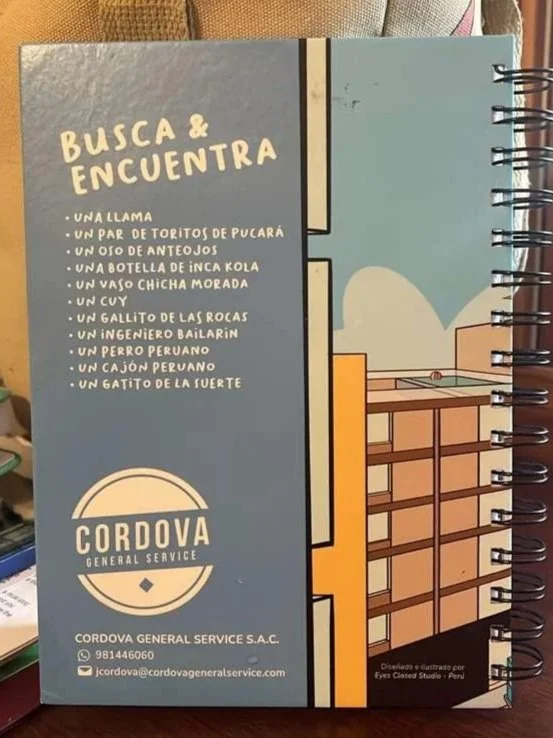 BUSCA &
ENCUENTRA
• UNA LLAMA
• UN PAR DE TORITOS DE PUCARÁ
• UN OSO DE ANTEOJOS
• UNA BOTELLA DE INCA KOLA
• UN VASO CHICHA MORADA
• UN CUY
• UN GALLITO DE LAS ROCAS
• UN INGENIERO BAILARIN
• UN PERRO PERUANO
• UN CAJÓN PERUANO
• UN GATITO DE LA SUERTE
CORDOVA
GENERAL SERVICE
CORDOVA GENERAL SERVICE S.A.C.
981446060
jcordova@cordovageneralservice.com
Diseñado e ilustrado por
Eyes Closed Studio - Perú